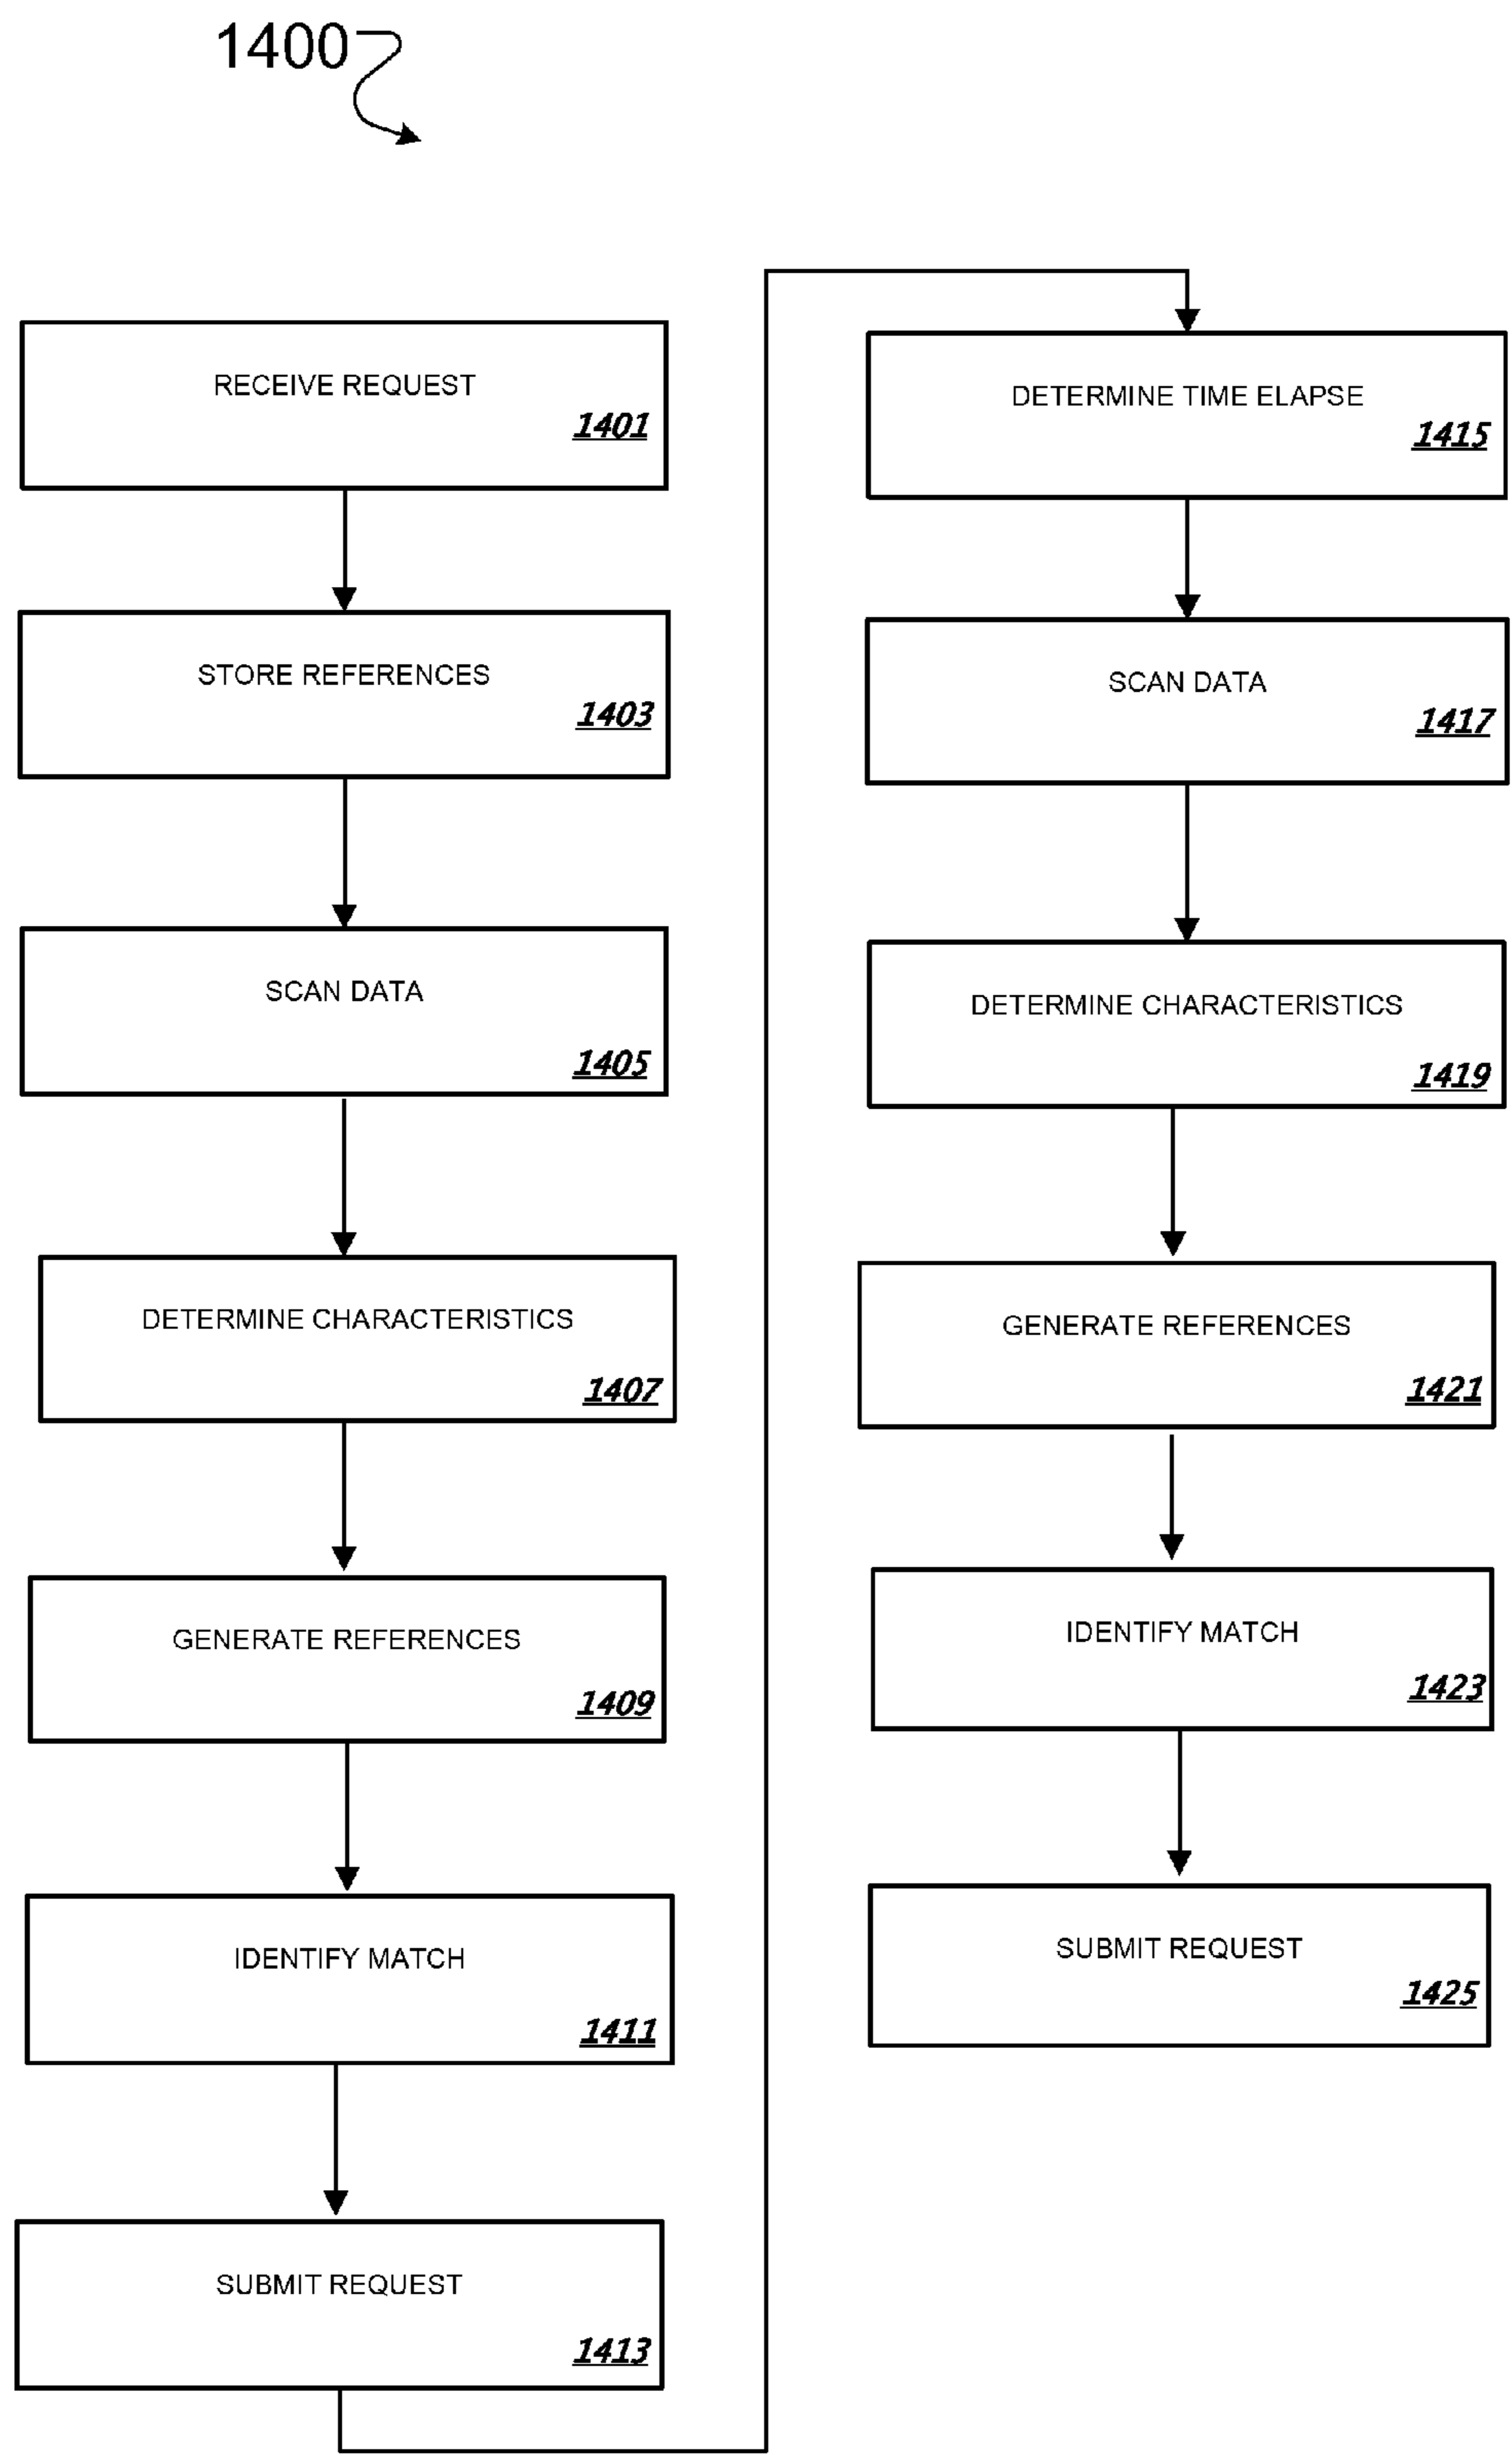 1400
RECEIVE REQUEST
1401
STORE REFERENCES
1403
SCAN DATA
1405
DETERMINE CHARACTERISTICS
1407
GENERATE REFERENCES
1409
IDENTIFY MATCH
1411
SUBMIT REQUEST
1413
DETERMINE TIME ELAPSE
1415
SCAN DATA
1417
DETERMINE CHARACTERISTICS
1419
GENERATE REFERENCES
1421
IDENTIFY MATCH
1423
SUBMIT REQUEST
1425